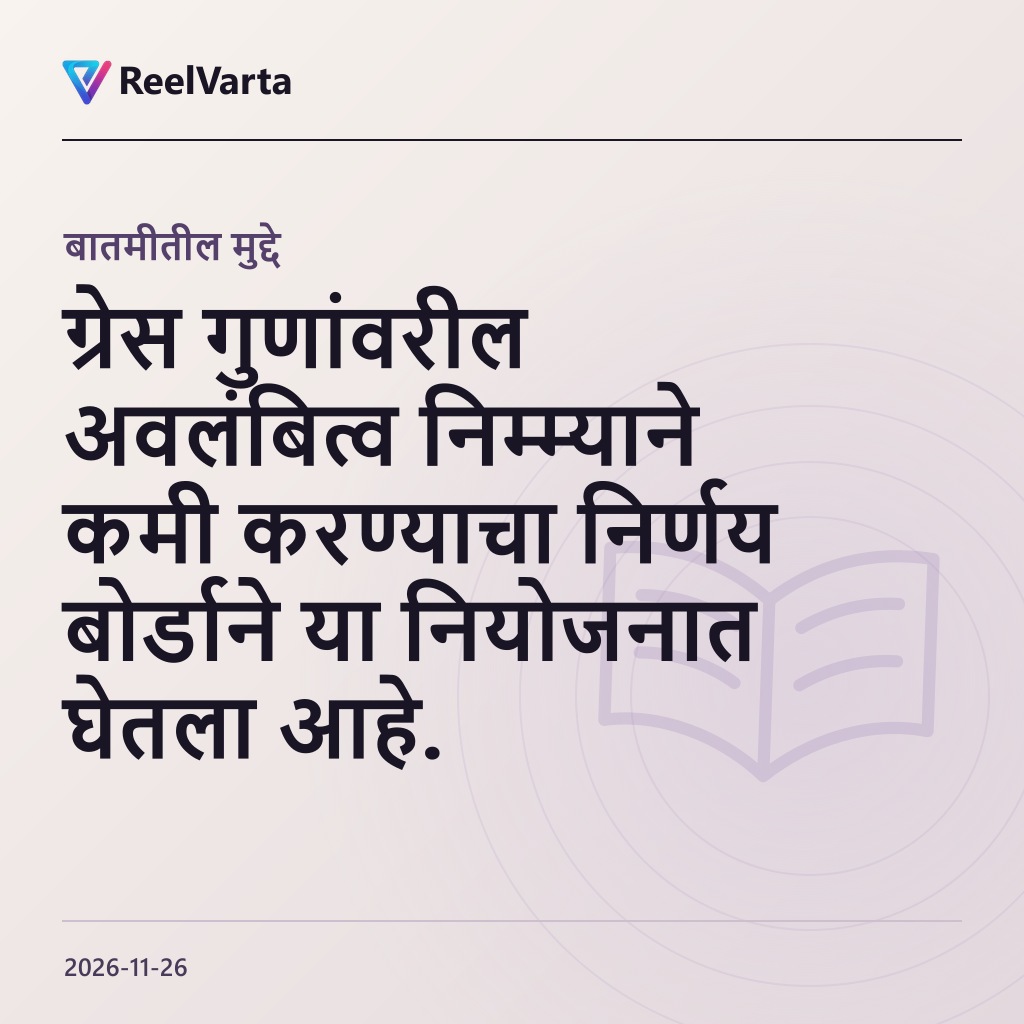 ReelVarta
बातमीतील मुद्दे
ग्रेस गुणांवरील
अवलंबित्व निम्म्याने
कमी करण्याचा निर्णय
बोर्डाने या नियोजनात
घेतला आहे.
2026-11-26